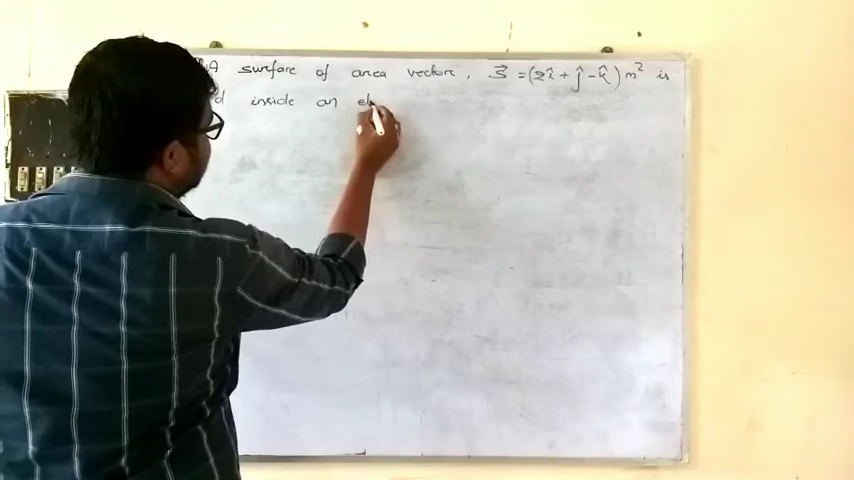 A surface of area vector, S⃗ = (2î + ĵ - k̂) m² is
inside an el